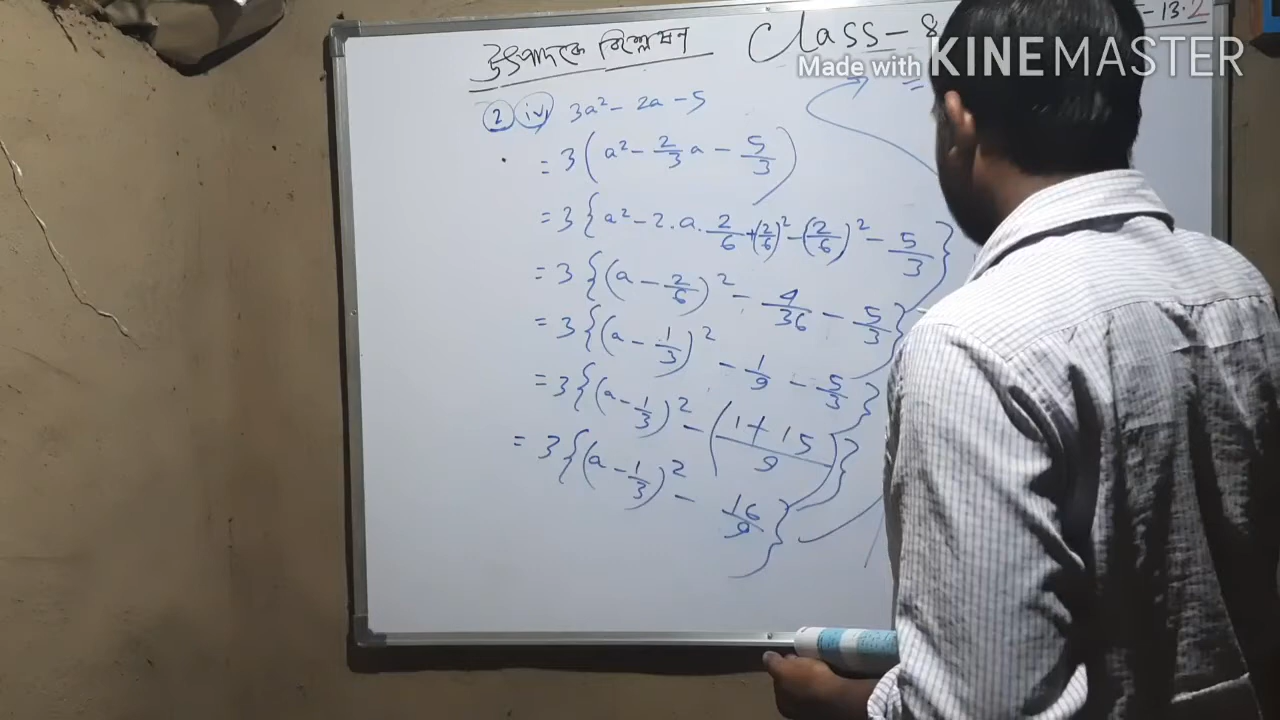 উৎপাদকে বিশ্লেষন Class - 8 - 13.2
Made with KINEMASTER
2 iv) 3a² - 2a - 5
= 3 ( a² - 2/3 a - 5/3 )
= 3 { a² - 2.a. 2/6 + (2/6)² - (2/6)² - 5/3 }
= 3 { (a - 2/6)² - 4/36 - 5/3 }
= 3 { (a - 1/3)² - 1/9 - 5/3 }
= 3 { (a - 1/3)² - ( 1 + 15 / 9 ) }
= 3 { (a - 1/3)² - 16/9 }